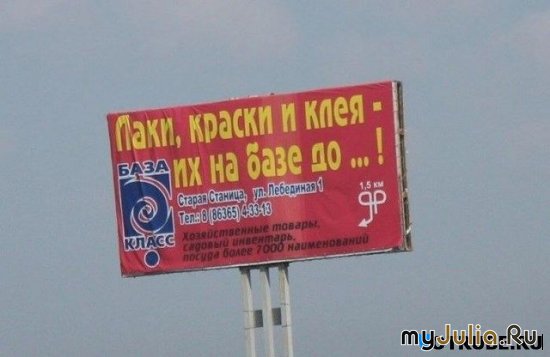 Лаки, краски и клея -
их на базе до ... !
БАЗА
КЛАСС
Старая Станица, ул. Лебединая 1
Тел.: 8 (86365) 4-33-13
1,5 км
Хозяйственные товары,
садовый инвентарь,
посуда более 7000 наименований
myJulia.Ru